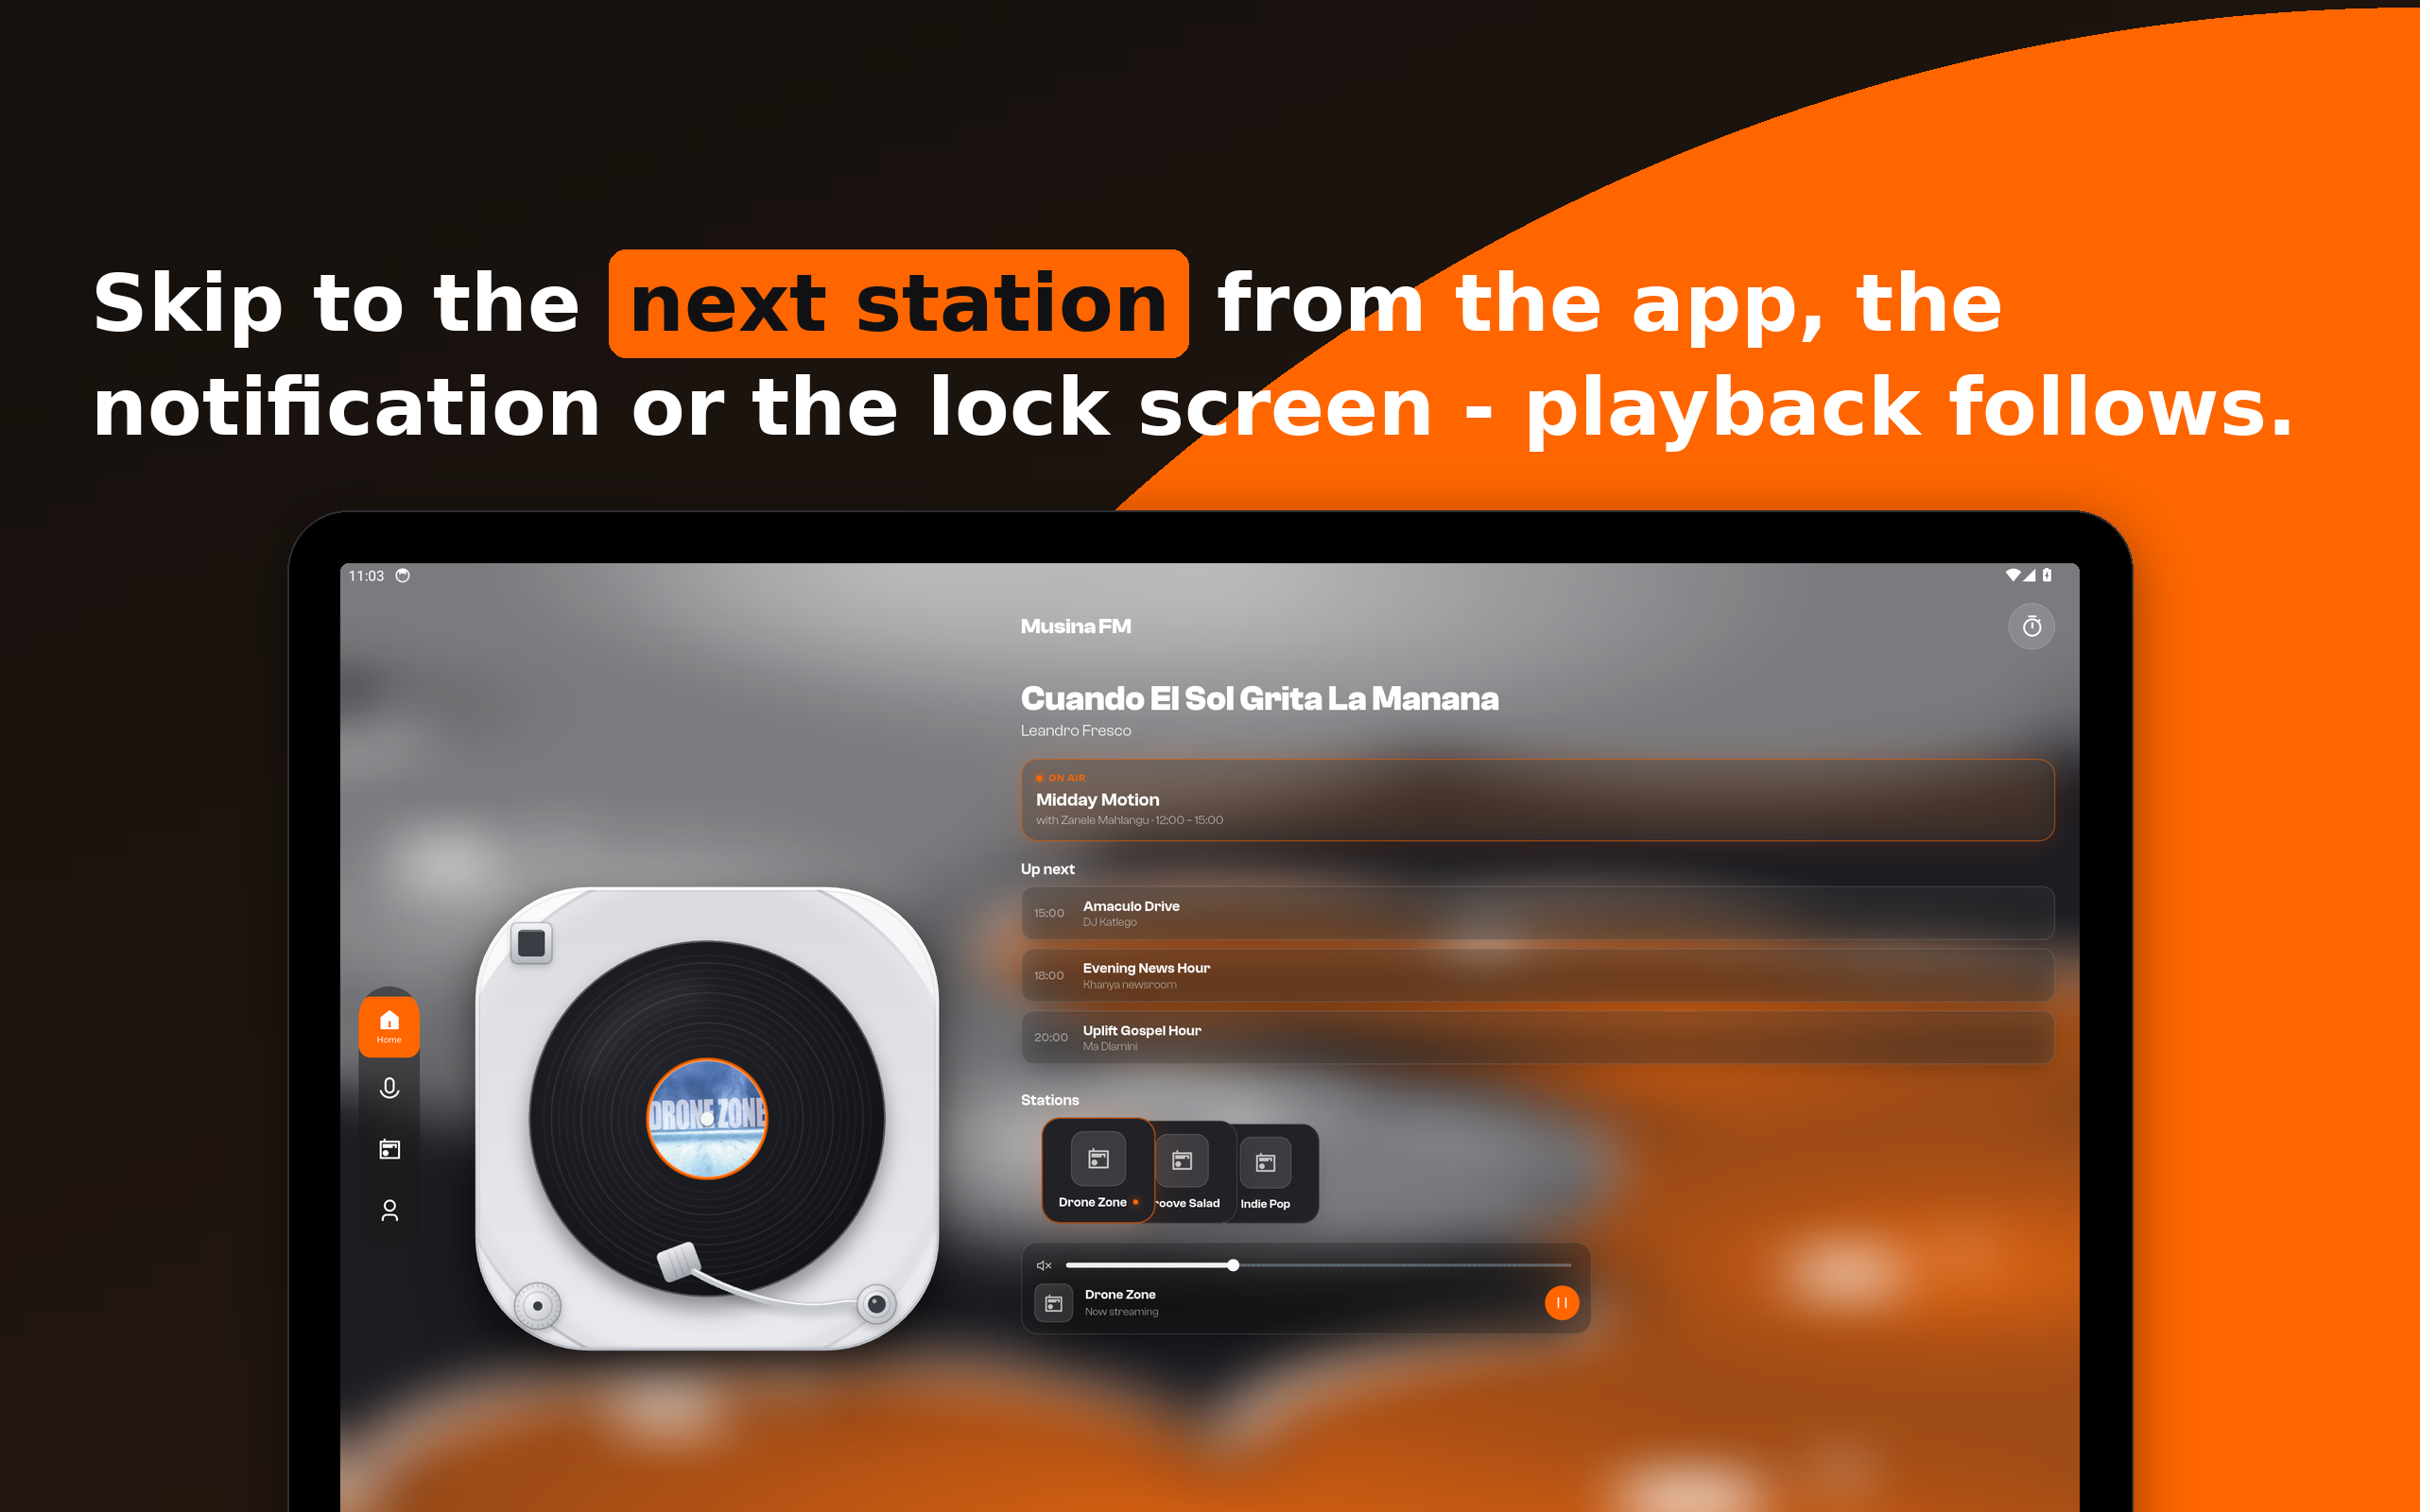 Skip to the next station from the app, the
notification or the lock screen - playback follows.
11:03
Musina FM
Cuando El Sol Grita La Manana
Leandro Fresco
ON AIR
Midday Motion
with Zanele Mahlangu · 12:00 – 15:00
Up next
15:00
Amaculo Drive
DJ Katlego
18:00
Evening News Hour
Khanya newsroom
20:00
Uplift Gospel Hour
Ma Dlamini
Home
DRONE ZONE
Stations
Drone Zone
roove Salad
Indie Pop
Drone Zone
Now streaming